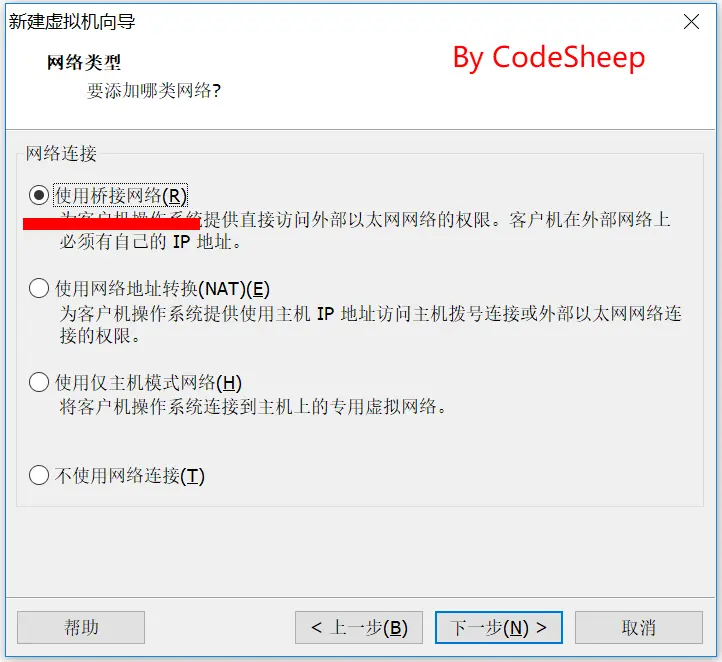 新建虚拟机向导
网络类型
By CodeSheep
要添加哪类网络?
网络连接
使用桥接网络(R)
为客户机操作系统提供直接访问外部以太网网络的权限。客户机在外部网络上
必须有自己的 IP 地址。
使用网络地址转换(NAT)(E)
为客户机操作系统提供使用主机 IP 地址访问主机拨号连接或外部以太网网络连
接的权限。
使用仅主机模式网络(H)
将客户机操作系统连接到主机上的专用虚拟网络。
不使用网络连接(T)
帮助
< 上一步(B)
下一步(N) >
取消